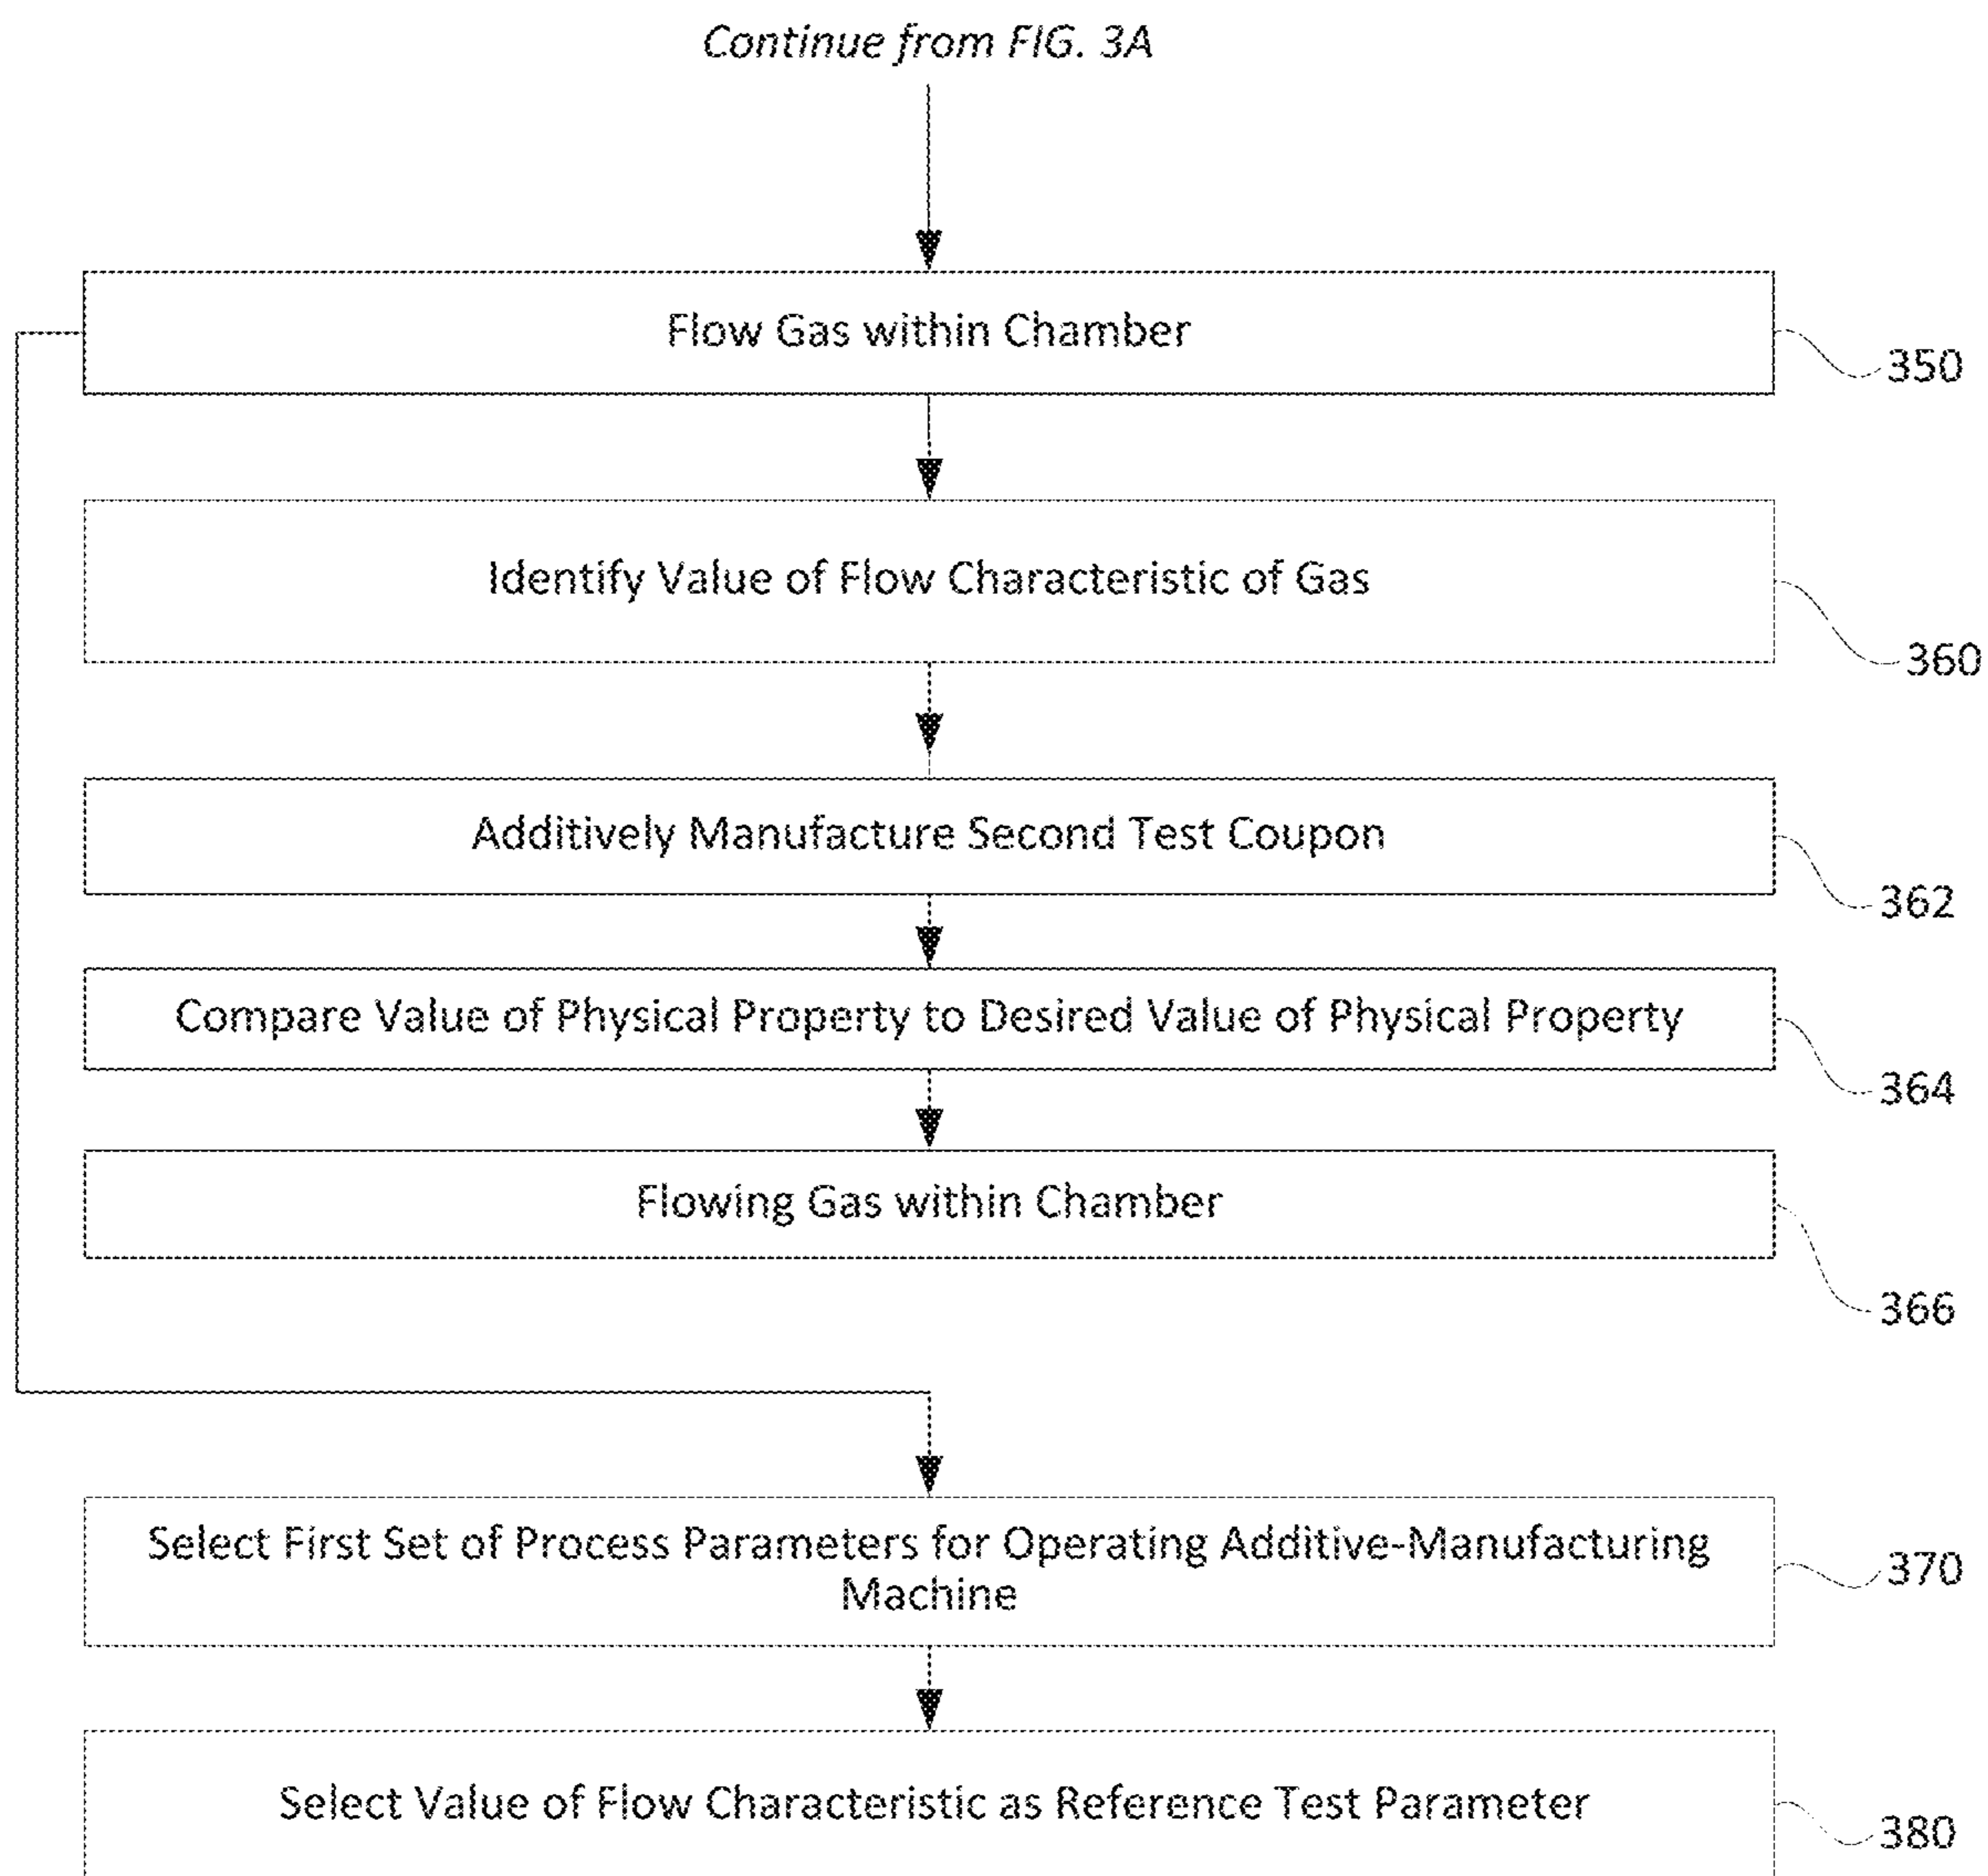 Continue from FIG. 3A
Flow Gas within Chamber
350
Identify Value of Flow Characteristic of Gas
360
Additively Manufacture Second Test Coupon
362
Compare Value of Physical Property to Desired Value of Physical Property
364
Flowing Gas within Chamber
366
Select First Set of Process Parameters for Operating Additive-Manufacturing
Machine
370
Select Value of Flow Characteristic as Reference Test Parameter
380